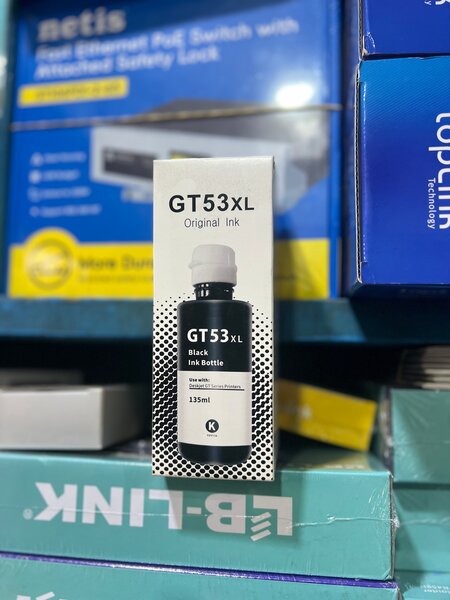 netis
Fast Ethernet PoE Switch with
Attached Safety Lock
toplink
Technology
GT53XL
Original Ink
GT53XL
Black
Ink Bottle
Use with:
Deskjet GT Series Printers
135ml
K
LB-LINK